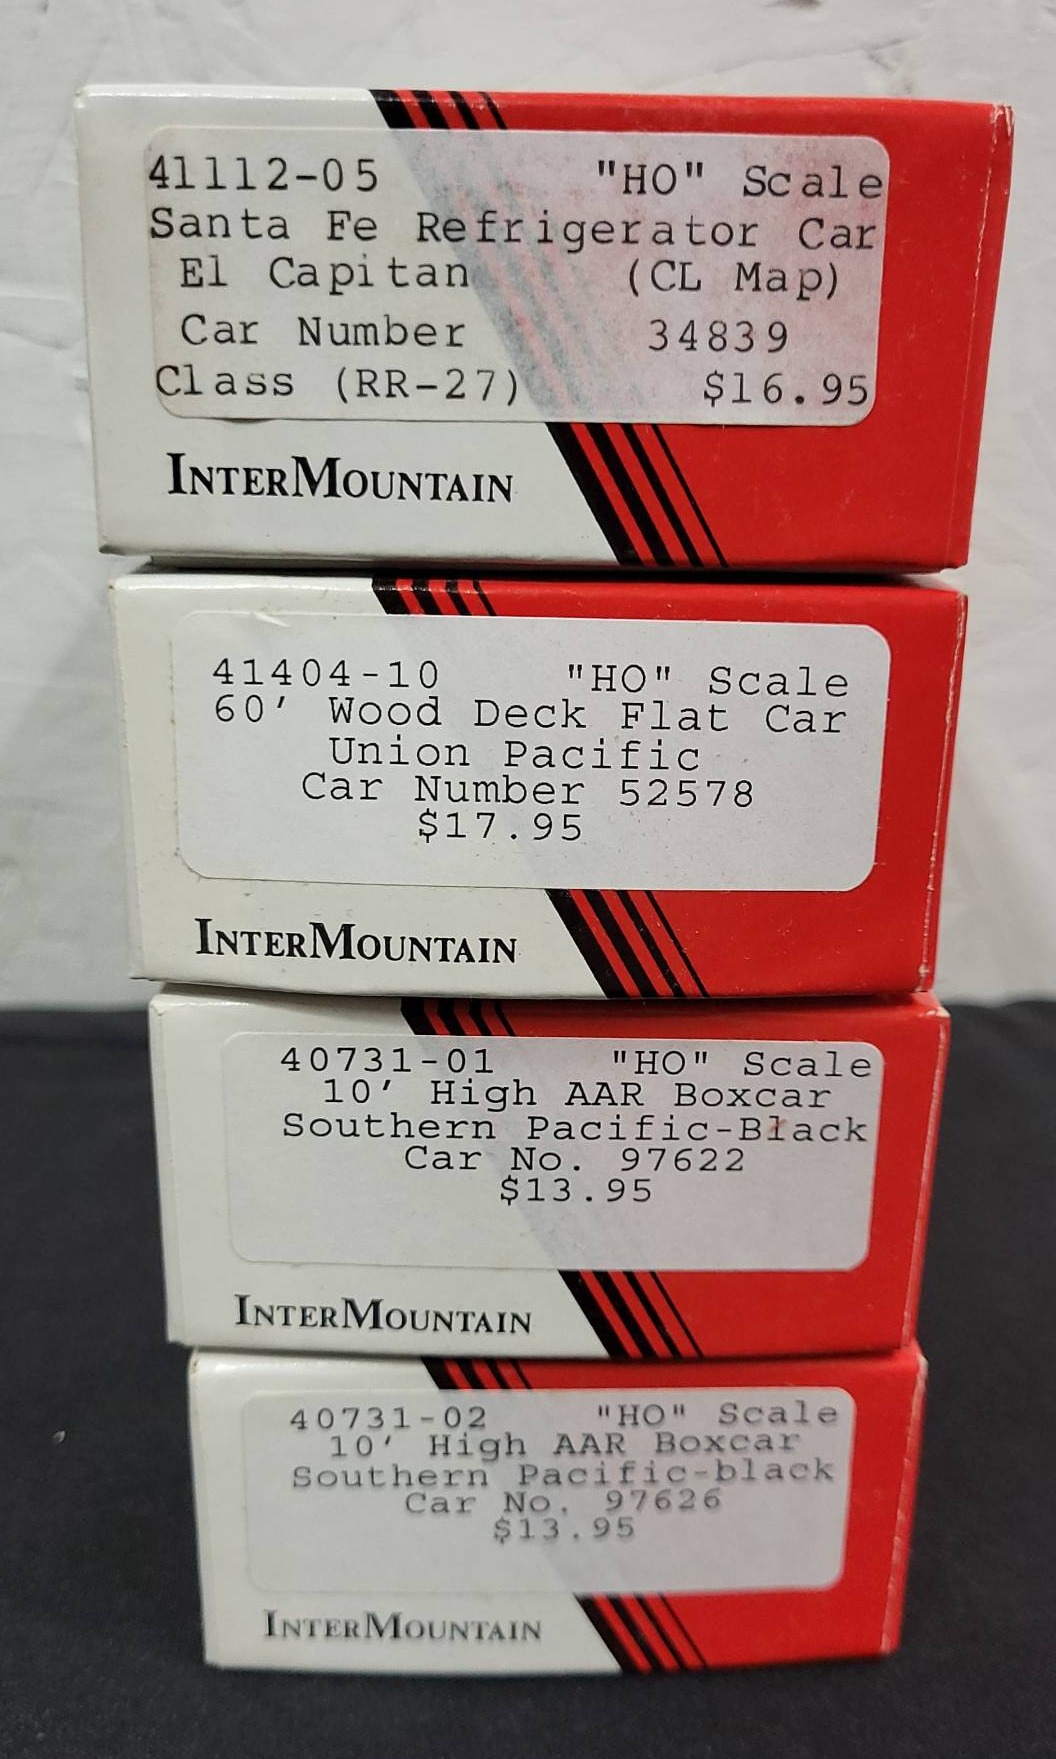 41112-05 "HO" Scale
Santa Fe Refrigerator Car
El Capitan (CL Map)
Car Number 34839
Class (RR-27) $16.95
INTERMOUNTAIN
41404-10 "HO" Scale
60' Wood Deck Flat Car
Union Pacific
Car Number 52578
$17.95
INTERMOUNTAIN
40731-01 "HO" Scale
10' High AAR Boxcar
Southern Pacific-Black
Car No. 97622
$13.95
INTERMOUNTAIN
40731-02 "HO" Scale
10' High AAR Boxcar
Southern Pacific-black
Car No. 97626
$13.95
INTERMOUNTAIN